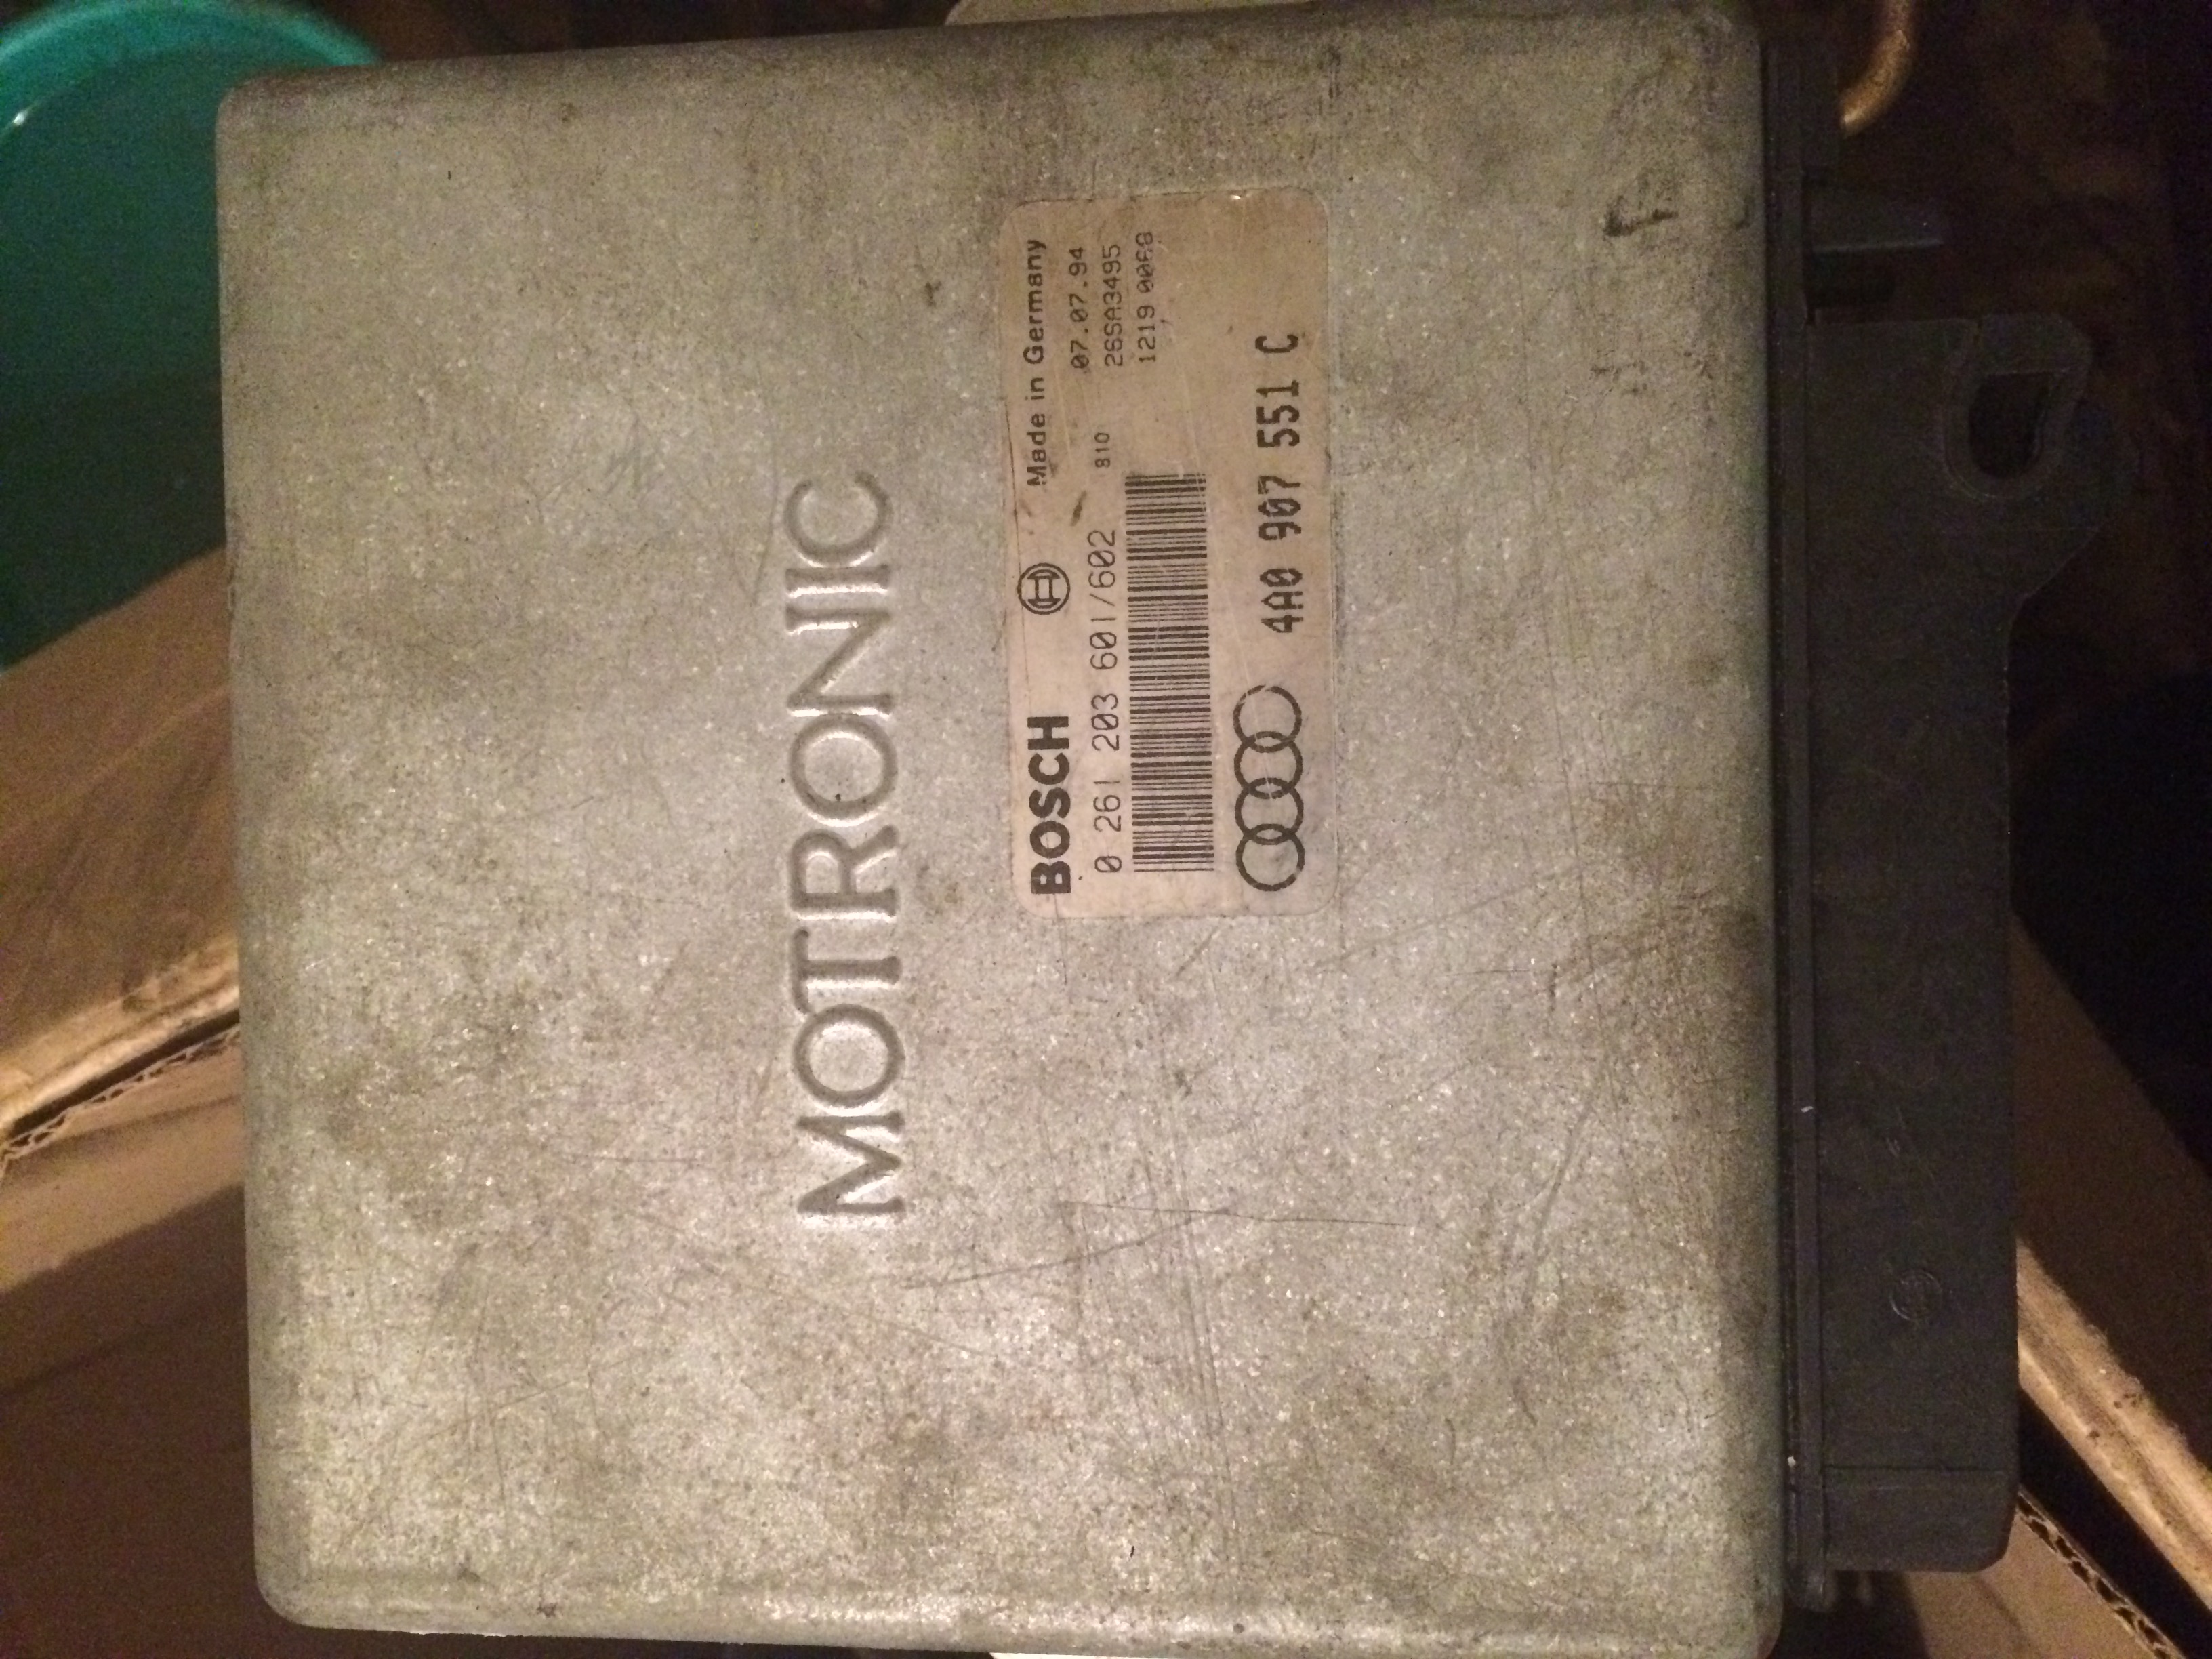 MOTRONIC
BOSCH Made in Germany
0 261 203 601/602 810 07.07.94
26SA3495
1219 0068
4A0 907 551 C